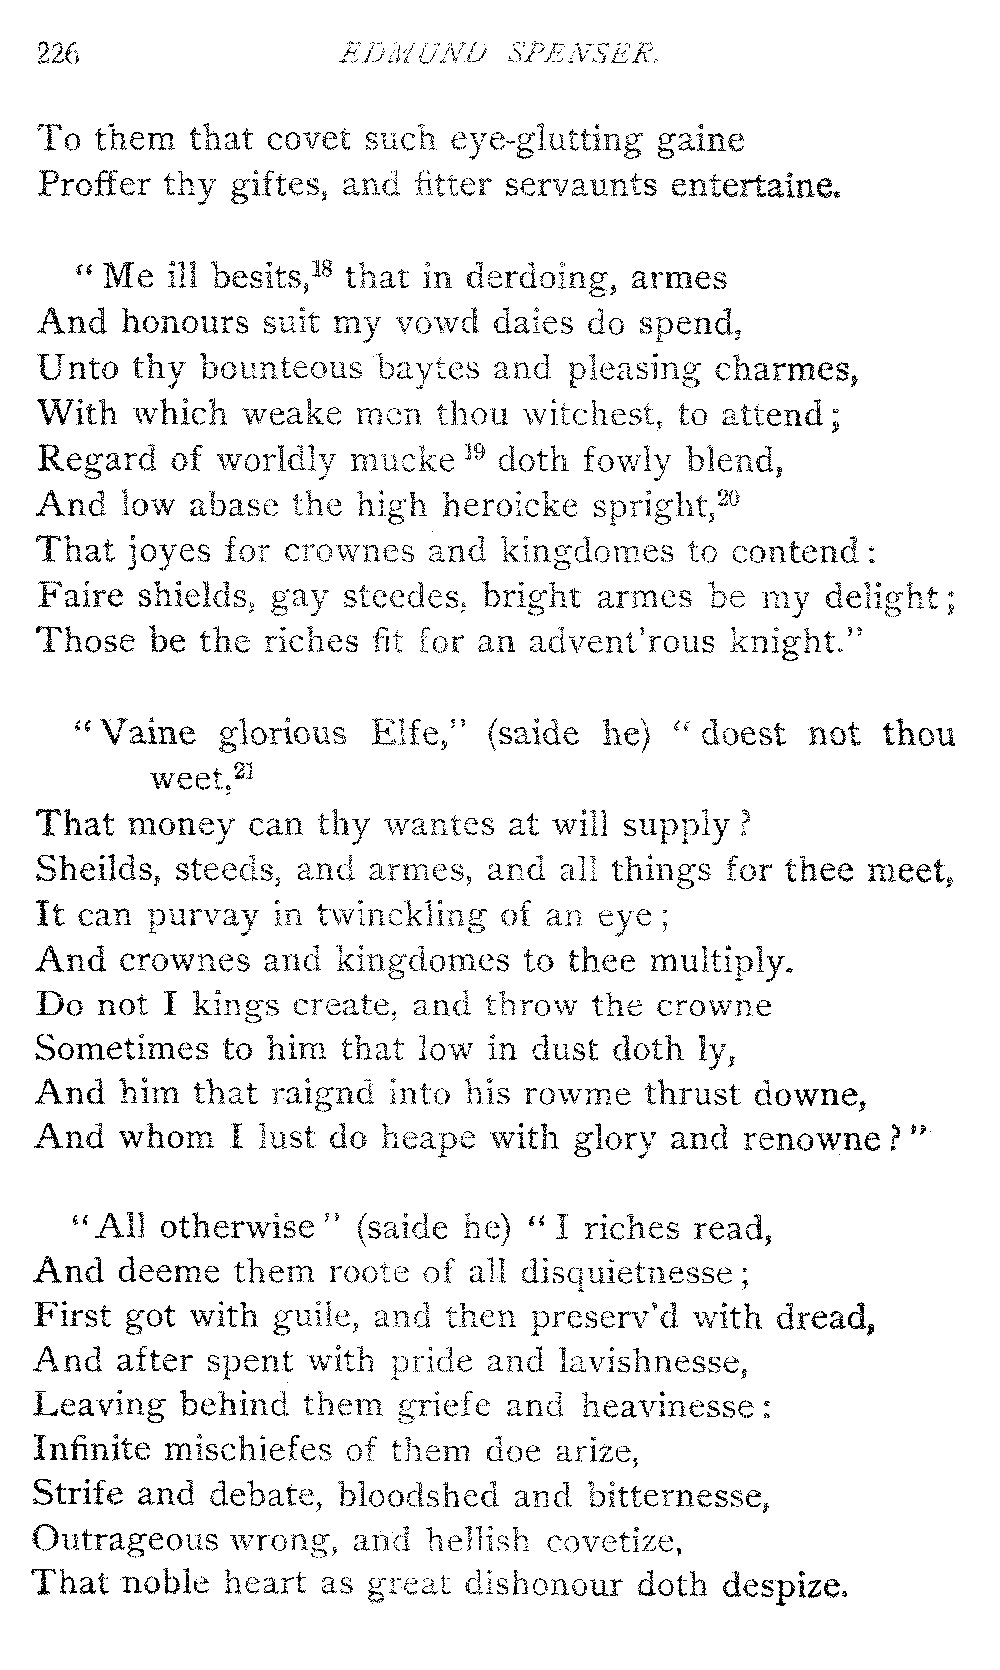 226 EDMUND SPENSER.
To them that covet such eye-glutting gaine
Proffer thy giftes, and fitter servaunts entertaine.
“Me ill besits,¹⁸ that in derdoing, armes
And honours suit my vowd daies do spend,
Unto thy bounteous baytes and pleasing charmes,
With which weake men thou witchest, to attend;
Regard of worldly mucke¹⁹ doth fowly blend,
And low abase the high heroicke spright,²⁰
That joyes for crownes and kingdomes to contend:
Faire shields, gay steedes, bright armes be my delight;
Those be the riches fit for an advent’rous knight.”
“Vaine glorious Elfe,” (saide he) “doest not thou
weet,²¹
That money can thy wantes at will supply?
Sheilds, steeds, and armes, and all things for thee meet,
It can purvay in twinckling of an eye;
And crownes and kingdomes to thee multiply.
Do not I kings create, and throw the crowne
Sometimes to him that low in dust doth ly,
And him that raignd into his rowme thrust downe,
And whom I lust do heape with glory and renowne?”
“All otherwise” (saide he) “I riches read,
And deeme them roote of all disquietnesse;
First got with guile, and then preserv’d with dread,
And after spent with pride and lavishnesse,
Leaving behind them griefe and heavinesse:
Infinite mischiefes of them doe arize,
Strife and debate, bloodshed and bitternesse,
Outrageous wrong, and hellish covetize,
That noble heart as great dishonour doth despize.